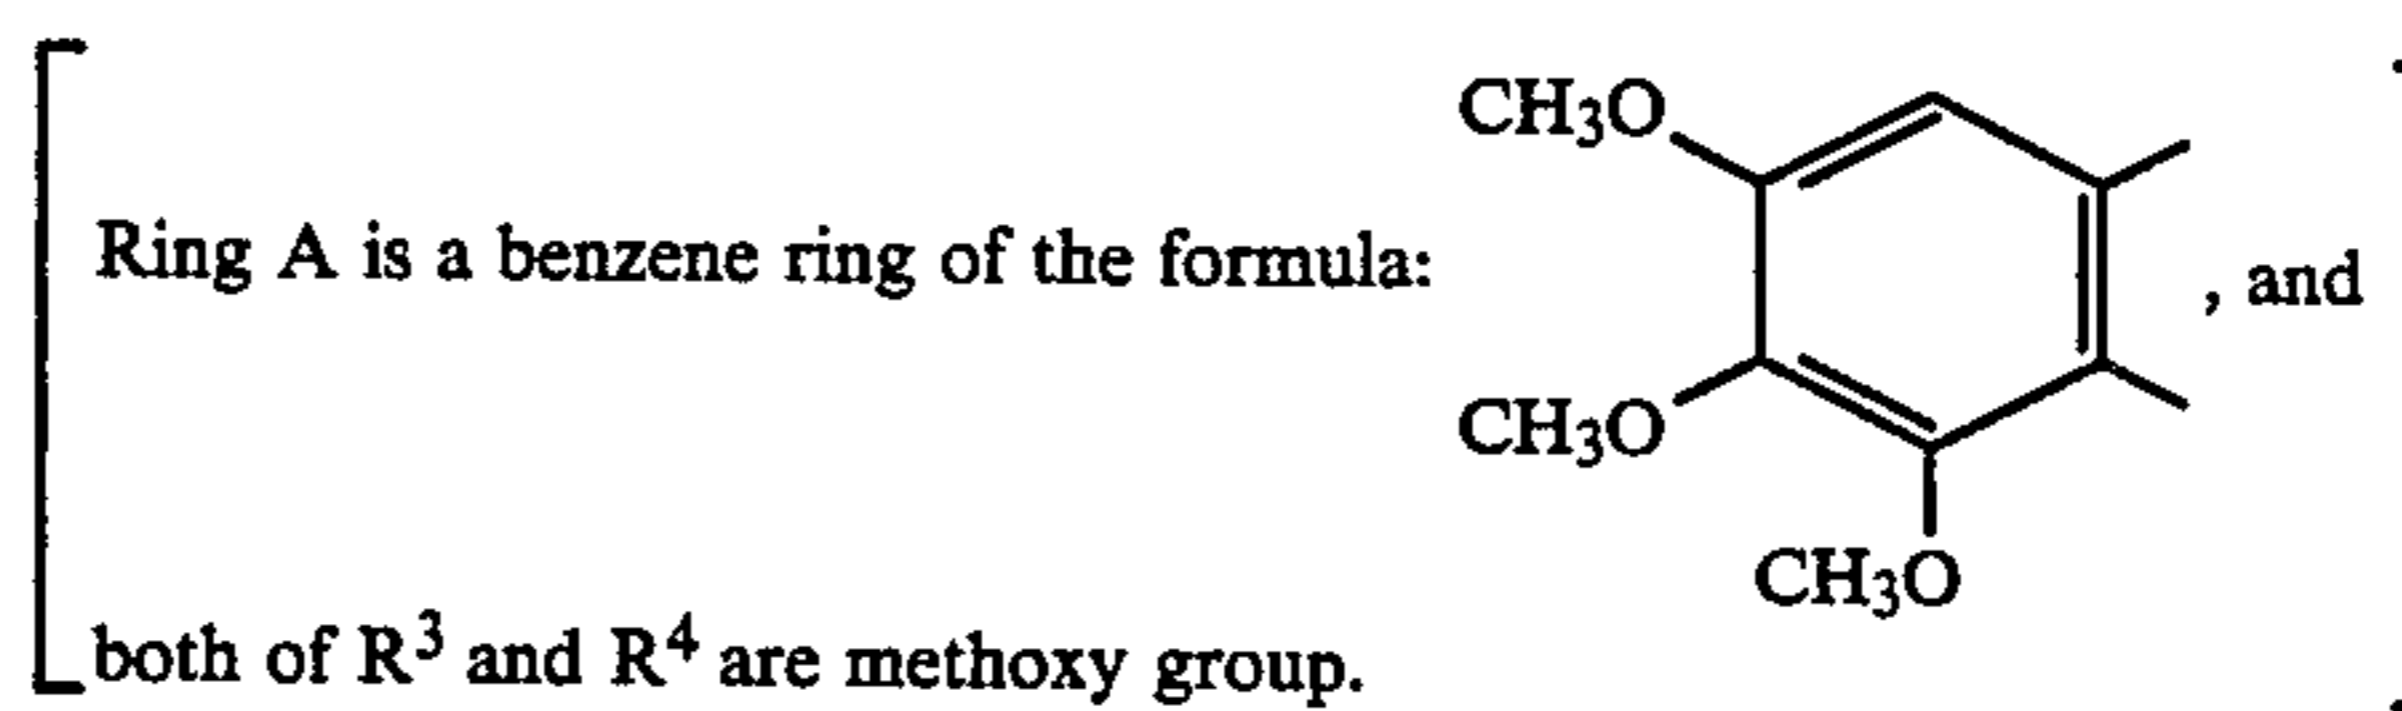 CH3O
Ring A is a benzene ring of the formula:
, and
CH3O
CH3O
both of R3 and R4 are methoxy group.